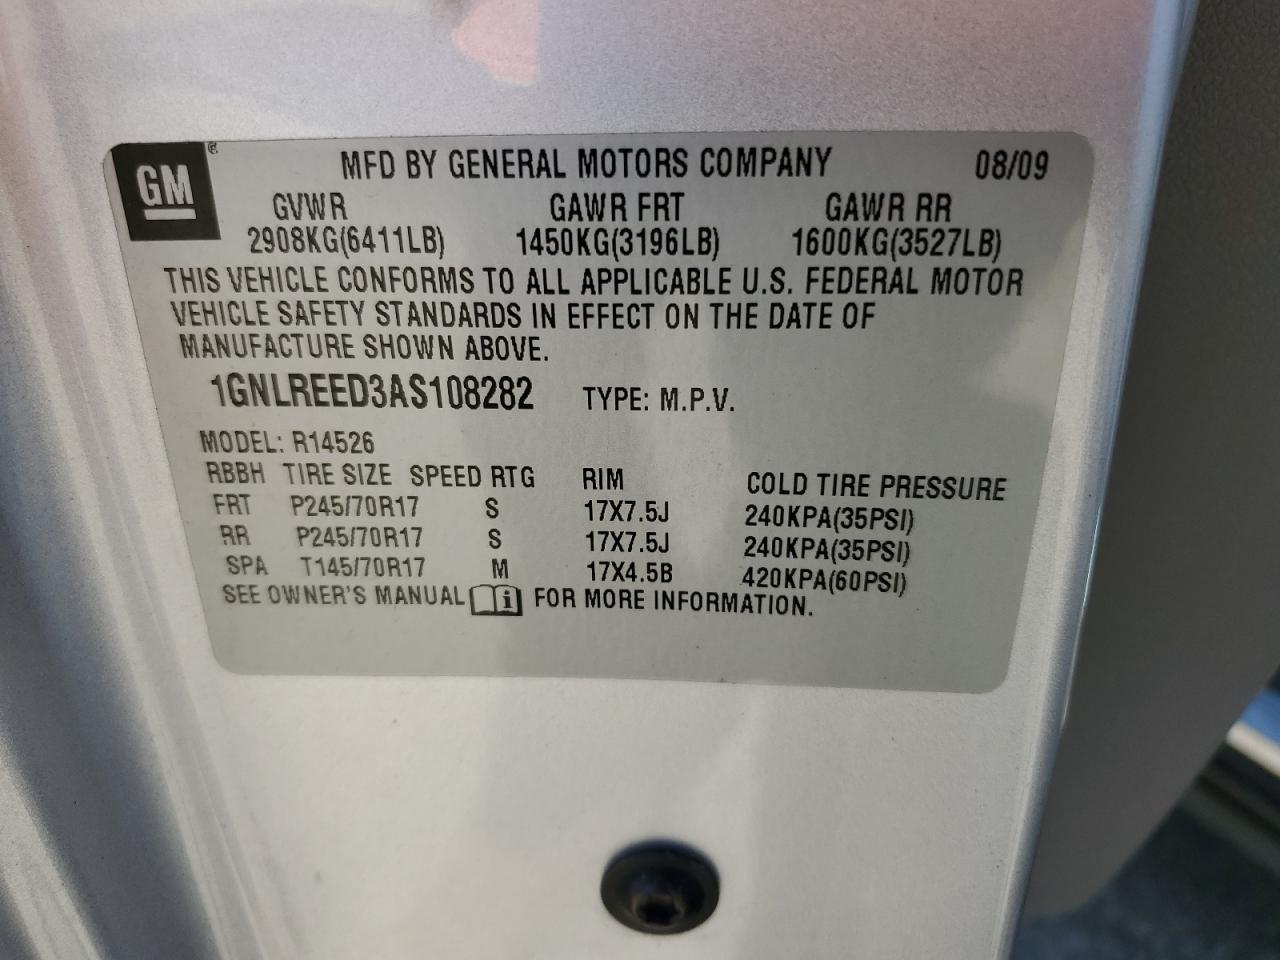 GM®
MFD BY GENERAL MOTORS COMPANY 08/09
GVWR GAWR FRT GAWR RR
2908KG(6411LB) 1450KG(3196LB) 1600KG(3527LB)
THIS VEHICLE CONFORMS TO ALL APPLICABLE U.S. FEDERAL MOTOR
VEHICLE SAFETY STANDARDS IN EFFECT ON THE DATE OF
MANUFACTURE SHOWN ABOVE.
1GNLREED3AS108282 TYPE: M.P.V.
MODEL: R14526
RBBH TIRE SIZE SPEED RTG RIM COLD TIRE PRESSURE
FRT P245/70R17 S 17X7.5J 240KPA(35PSI)
RR P245/70R17 S 17X7.5J 240KPA(35PSI)
SPA T145/70R17 M 17X4.5B 420KPA(60PSI)
SEE OWNER'S MANUAL i FOR MORE INFORMATION.